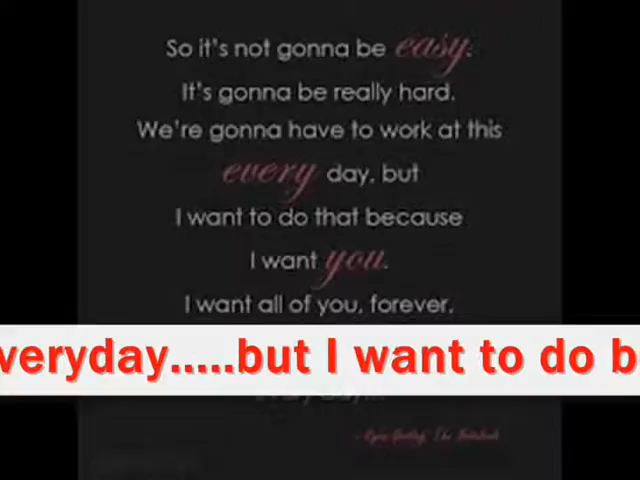 So it's not gonna be easy.
It's gonna be really hard.
We're gonna have to work at this
every day, but
I want to do that because
I want you.
I want all of you, forever,
veryday.....but I want to do b
The Notebook